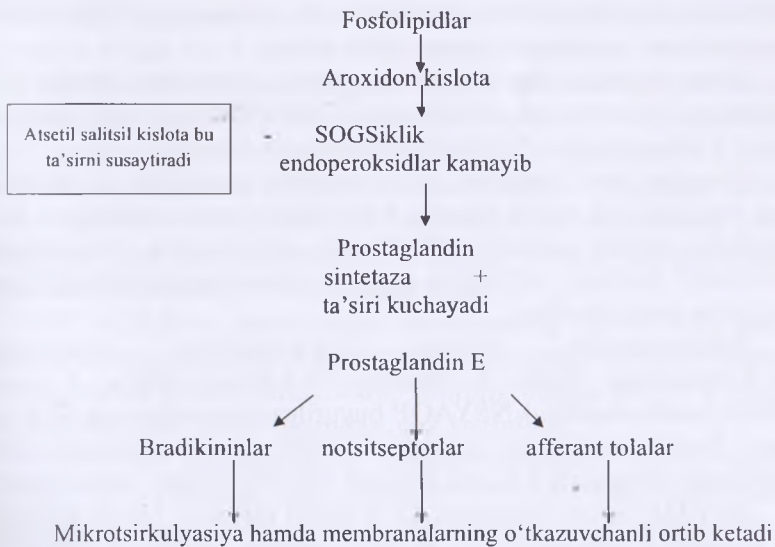 Fosfolipidlar
Aroxidon kislota
Atsetil salitsil kislota bu
ta'sirni susaytiradi
SOGSiklik
endoperoksidlar kamayib
Prostaglandin
sintetaza +
ta'siri kuchayadi
Prostaglandin E
Bradikininlar notsitseptorlar afferant tolalar
Mikrotsirkulyasiya hamda membranalarning o‘tkazuvchanli ortib ketadi